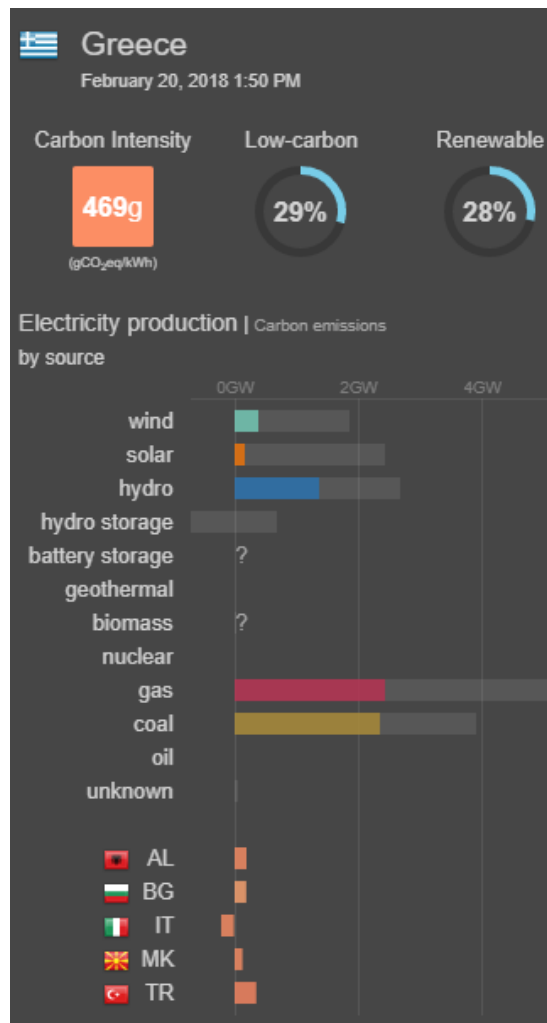 Greece
February 20, 2018 1:50 PM
Carbon Intensity Low-carbon Renewable
469g 29% 28%
(gCO₂eq/kWh)
Electricity production | Carbon emissions
by source
0GW 2GW 4GW
wind
solar
hydro
hydro storage
battery storage ?
geothermal
biomass ?
nuclear
gas
coal
oil
unknown
AL
BG
IT
MK
TR